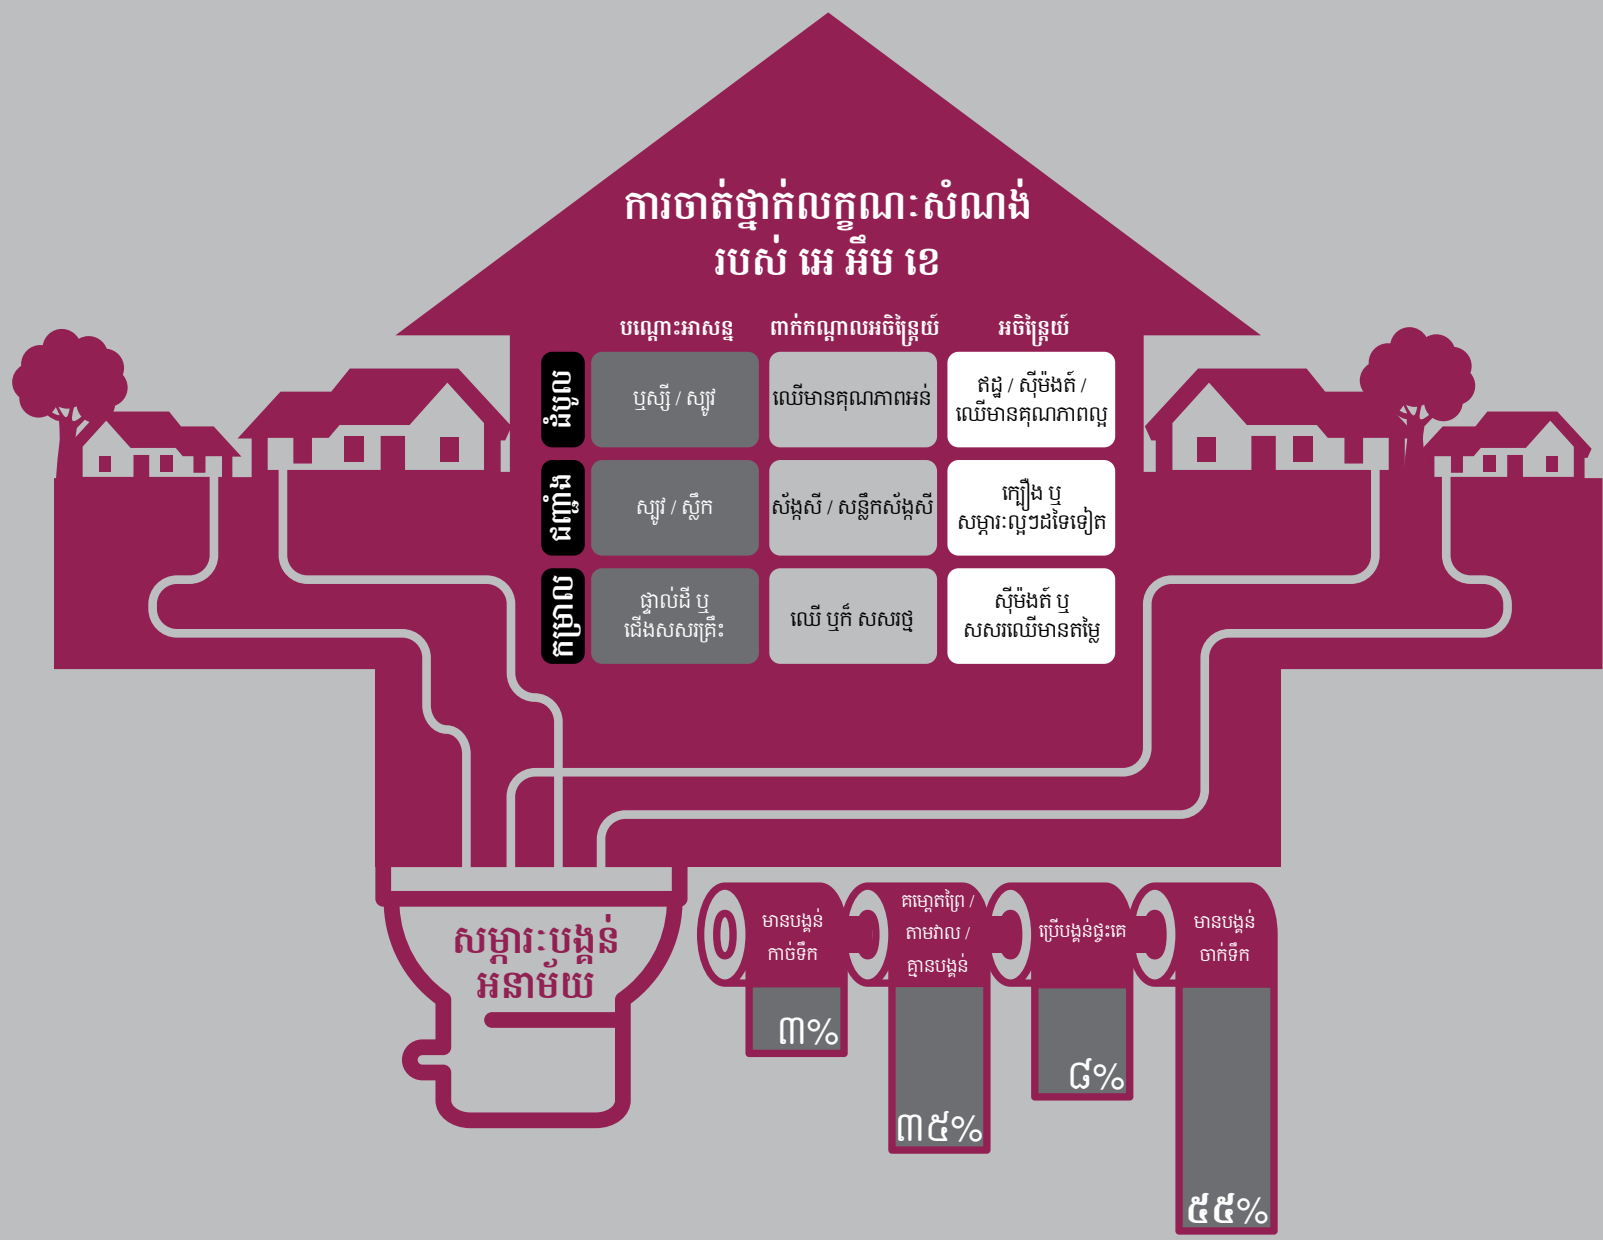 ការចាត់ថ្នាក់លក្ខណៈសំណង់
របស់ អេ អឹម ខេ
បណ្តោះអាសន្ន ពាក់កណ្តាលអចិន្ត្រៃយ៍ អចិន្ត្រៃយ៍
ដំបូល
ឬស្សី / ស្បូវ
ឈើមានគុណភាពអន់
ឥដ្ឋ / ស៊ីម៉ងត៍ /
ឈើមានគុណភាពល្អ
ជញ្ជាំង
ស្បូវ / ស្លឹក
ស័ង្កសី / សន្លឹកស័ង្កសី
ក្បឿង ឬ
សម្ភារៈល្អៗដទៃទៀត
កម្រាល
ផ្ទាល់ដី ឬ
ជើងសសរគ្រឹះ
ឈើ ឬក៏ សសរថ្ម
ស៊ីម៉ងត៍ ឬ
សសរឈើមានតម្លៃ
សម្ភារៈបង្គន់
អនាម័យ
មានបង្គន់
កាច់ទឹក
៣%
គម្ពោតព្រៃ /
តាមវាល /
គ្មានបង្គន់
៣៥%
ប្រើបង្គន់ផ្ទះគេ
៨%
មានបង្គន់
ចាក់ទឹក
៥៥%